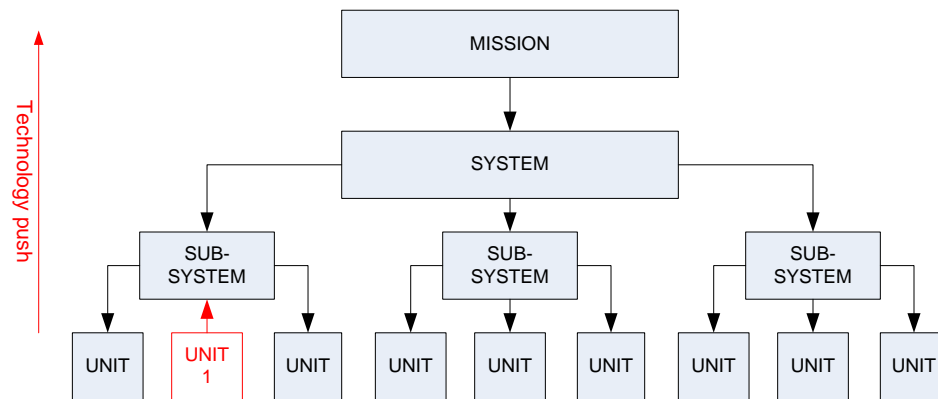 MISSION
Technology push
SYSTEM
SUB-
SYSTEM
SUB-
SYSTEM
SUB-
SYSTEM
UNIT
UNIT
1
UNIT
UNIT
UNIT
UNIT
UNIT
UNIT
UNIT